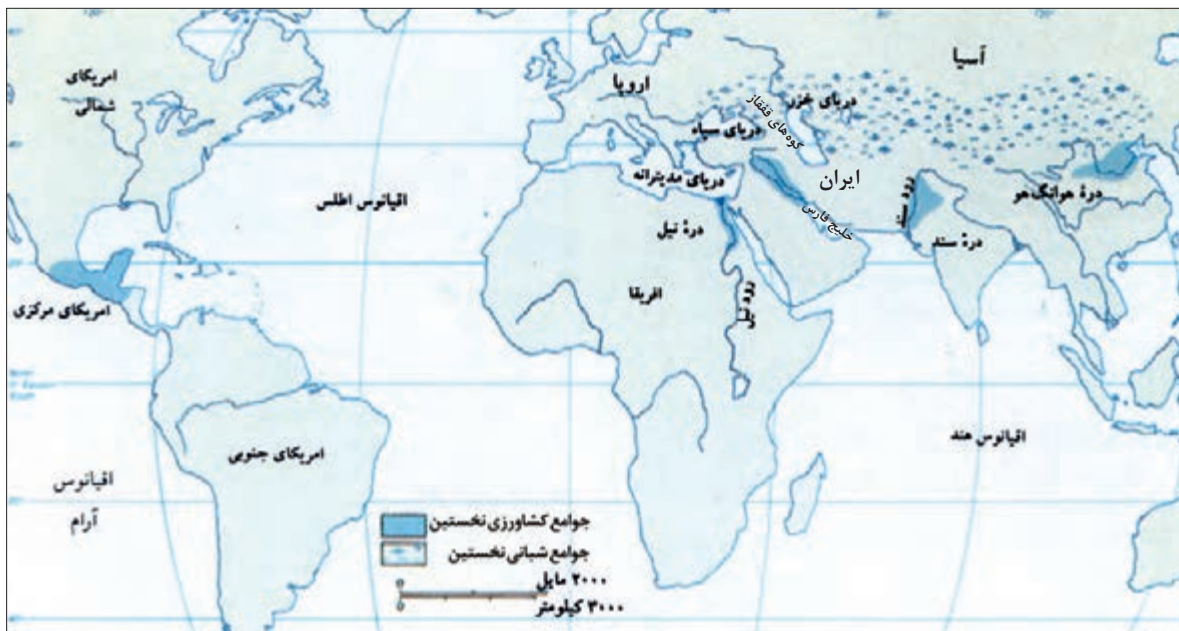 آسیا
امریکای
شمالی
اروپا
دریای خزر
کوه‌های قفقاز
دریای سیاه
ایران
دریای مدیترانه
رود سند
درهٔ هوانگ‌هو
اقیانوس اطلس
خلیج فارس
درهٔ نیل
درهٔ سند
افریقا
رود نیل
امریکای مرکزی
اقیانوس هند
امریکای جنوبی
اقیانوس
آرام
جوامع کشاورزی نخستین
جوامع شبانی نخستین
۲۰۰۰ مایل
۳۰۰۰ کیلومتر